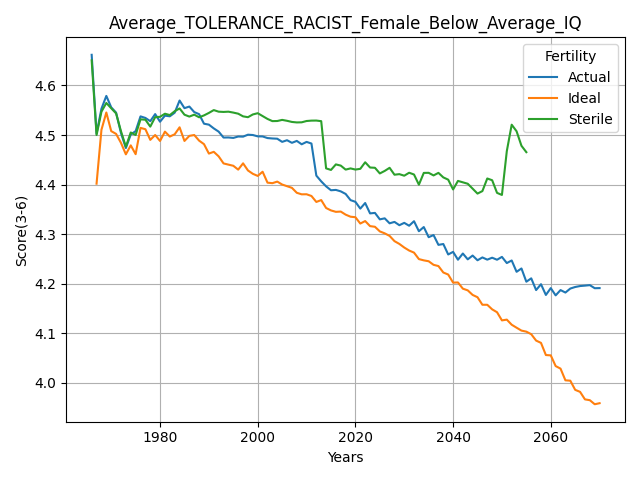 Average_TOLERANCE_RACIST_Female_Below_Average_IQ
Fertility
Actual
Ideal
Sterile
Score(3-6)
4.6
4.5
4.4
4.3
4.2
4.1
4.0
1980 2000 2020 2040 2060
Years